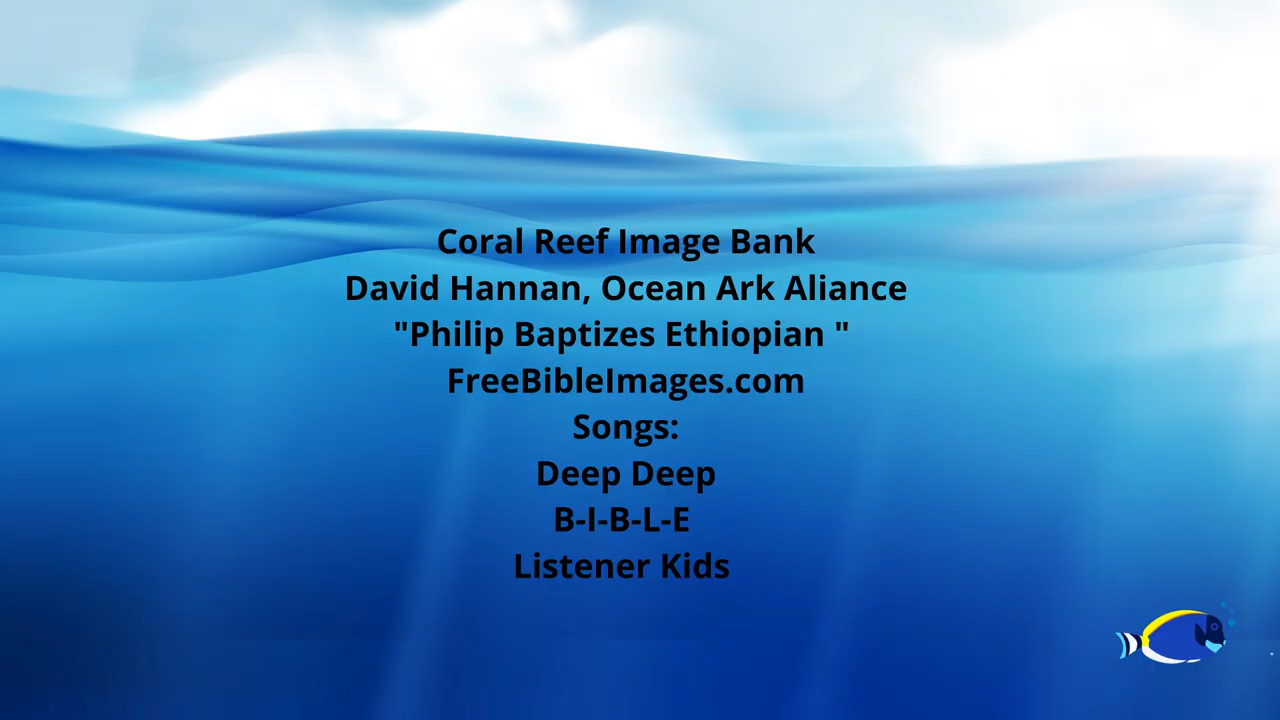 Coral Reef Image Bank
David Hannan, Ocean Ark Aliance
"Philip Baptizes Ethiopian "
FreeBibleImages.com
Songs:
Deep Deep
B-I-B-L-E
Listener Kids